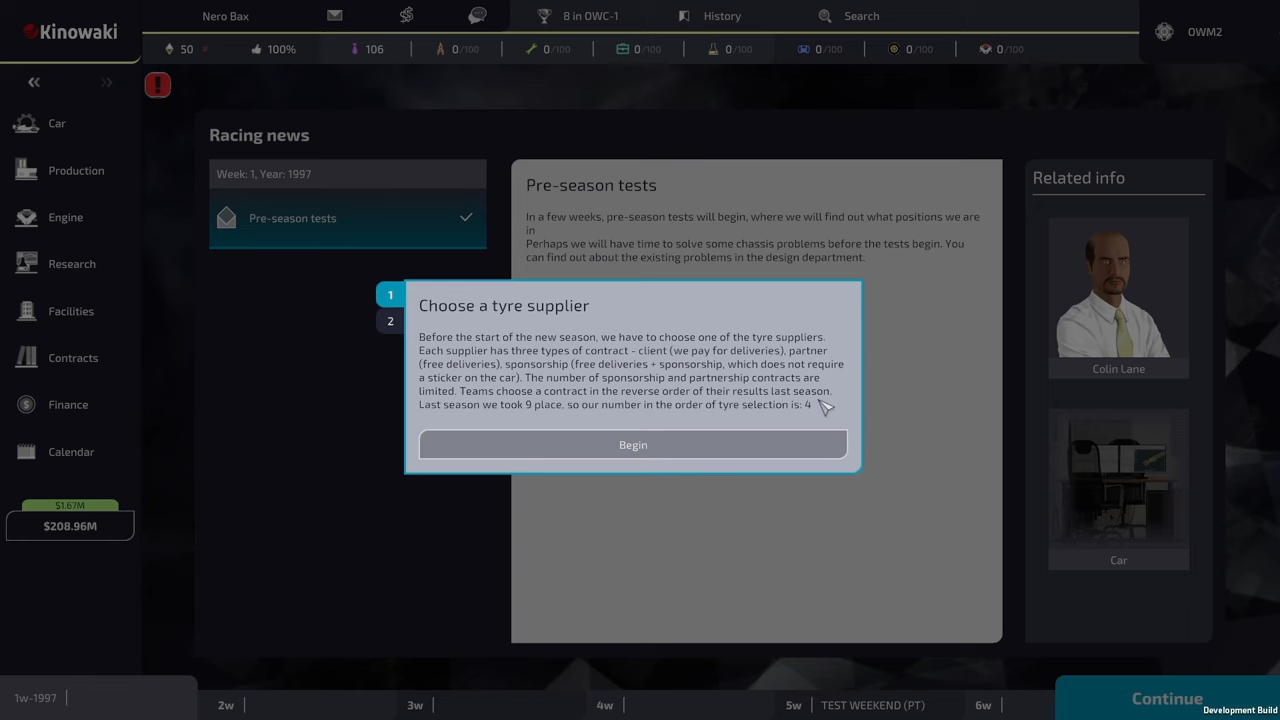 Kinowaki
Nero Bax
8 in OWC-1
History
Search
OWM2
50
100%
106
0/100
0/100
0/100
0/100
0/100
0/100
0/100
Car
Production
Engine
Research
Facilities
Contracts
Finance
Calendar
$1.67M
$208.96M
Racing news
Week: 1, Year: 1997
Pre-season tests
Pre-season tests
In a few weeks, pre-season tests will begin, where we will find out what positions we are
in
Perhaps we will have time to solve some chassis problems before the tests begin. You
can find out about the existing problems in the design department.
Related info
Colin Lane
Car
1
2
Choose a tyre supplier
Before the start of the new season, we have to choose one of the tyre suppliers.
Each supplier has three types of contract - client (we pay for deliveries), partner
(free deliveries), sponsorship (free deliveries + sponsorship, which does not require
a sticker on the car). The number of sponsorship and partnership contracts are
limited. Teams choose a contract in the reverse order of their results last season.
Last season we took 9 place, so our number in the order of tyre selection is: 4
Begin
1w-1997
2w
3w
4w
5w
TEST WEEKEND (PT)
6w
Continue
Development Build